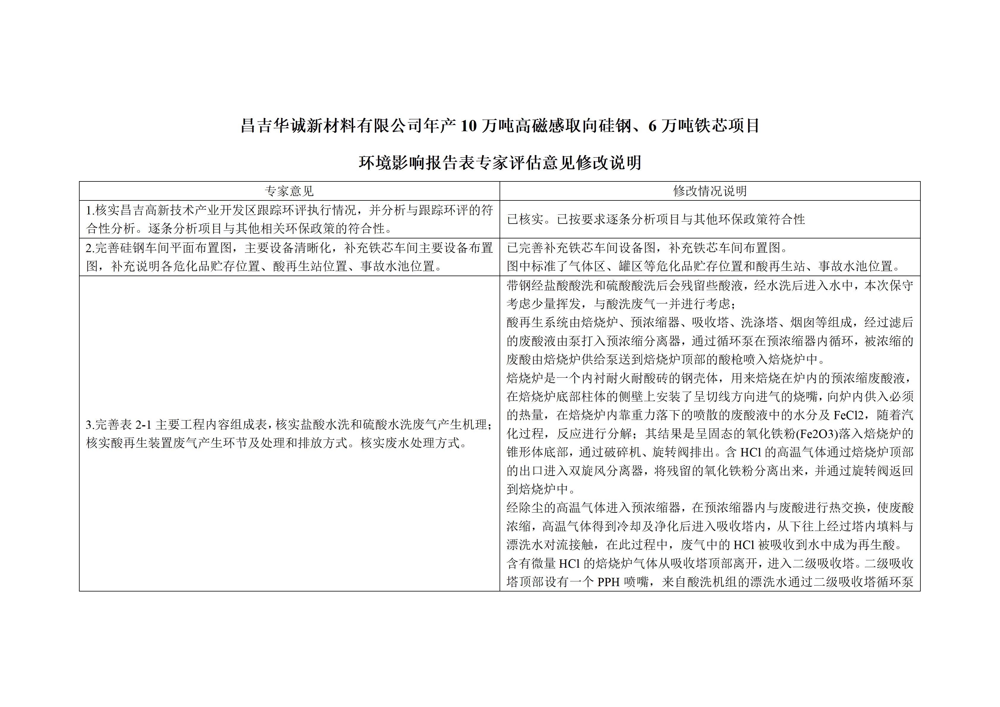 昌吉华诚新材料有限公司年产 10 万吨高磁感取向硅钢、6 万吨铁芯项目
环境影响报告表专家评估意见修改说明
专家意见
修改情况说明
1.核实昌吉高新技术产业开发区跟踪环评执行情况，并分析与跟踪环评的符
合性分析。逐条分析项目与其他相关环保政策的符合性。
已核实。已按要求逐条分析项目与其他环保政策符合性
2.完善硅钢车间平面布置图，主要设备清晰化，补充铁芯车间主要设备布置
图，补充说明各危化品贮存位置、酸再生站位置、事故水池位置。
已完善补充铁芯车间设备图，补充铁芯车间布置图。
图中标准了气体区、罐区等危化品贮存位置和酸再生站、事故水池位置。
3.完善表 2-1 主要工程内容组成表，核实盐酸水洗和硫酸水洗废气产生机理；
核实酸再生装置废气产生环节及处理和排放方式。核实废水处理方式。
带钢经盐酸酸洗和硫酸酸洗后会残留些酸液，经水洗后进入水中，本次保守
考虑少量挥发，与酸洗废气一并进行考虑；
酸再生系统由焙烧炉、预浓缩器、吸收塔、洗涤塔、烟囱等组成，经过滤后
的废酸液由泵打入预浓缩分离器，通过循环泵在预浓缩器内循环，被浓缩的
废酸由焙烧炉供给泵送到焙烧炉顶部的酸枪喷入焙烧炉中。
焙烧炉是一个内衬耐火耐酸砖的钢壳体，用来焙烧在炉内的预浓缩废酸液，
在焙烧炉底部柱体的侧壁上安装了呈切线方向进气的烧嘴，向炉内供入必须
的热量，在焙烧炉内靠重力落下的喷散的废酸液中的水分及 FeCl2，随着汽
化过程，反应进行分解；其结果是呈固态的氧化铁粉(Fe2O3)落入焙烧炉的
锥形体底部，通过破碎机、旋转阀排出。含 HCl 的高温气体通过焙烧炉顶部
的出口进入双旋风分离器，将残留的氧化铁粉分离出来，并通过旋转阀返回
到焙烧炉中。
经除尘的高温气体进入预浓缩器，在预浓缩器内与废酸进行热交换，使废酸
浓缩，高温气体得到冷却及净化后进入吸收塔内，从下往上经过塔内填料与
漂洗水对流接触，在此过程中，废气中的 HCl 被吸收到水中成为再生酸。
含有微量 HCl 的焙烧炉气体从吸收塔顶部离开，进入二级吸收塔。二级吸收
塔顶部设有一个 PPH 喷嘴，来自酸洗机组的漂洗水通过二级吸收塔循环泵